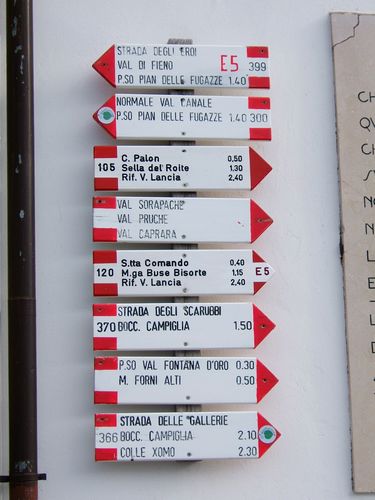 STRADA DEGLI EROI
VAL DI FIENO E5 399
P.SO PIAN DELLE FUGAZZE 1.40
NORMALE VAL CANALE
P.SO PIAN DELLE FUGAZZE 1.40 300
105 C. Palon 0,50
Sella del Roite 1,30
Rif. V. Lancia 2,40
VAL SORAPACHE
VAL PRUCHE
VAL CAPRARA
120 S.tta Comando 0,40
M.ga Buse Bisorte 1,15 E5
Rif. V. Lancia 2,40
STRADA DEGLI SCARUBBI
370 BOCC. CAMPIGLIA 1.50
P.SO VAL FONTANA D'ORO 0.30
M. FORNI ALTI 0.50
STRADA DELLE GALLERIE
366 BOCC. CAMPIGLIA 2.10
COLLE XOMO 2.30